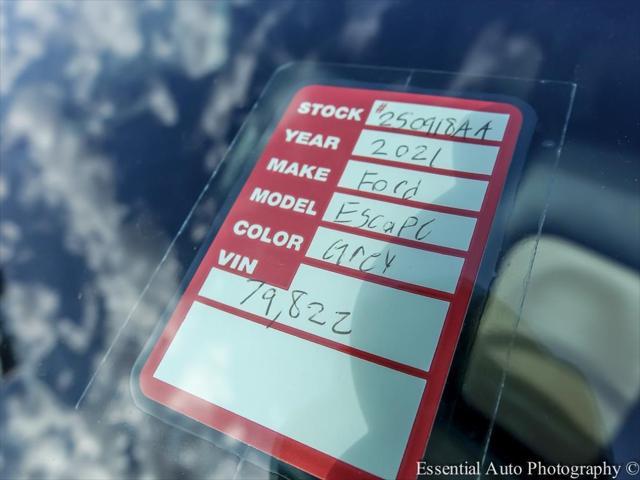 STOCK # 250918AA
YEAR 2021
MAKE Ford
MODEL EscaPe
COLOR Grey
VIN 79,822
Essential Auto Photography ©